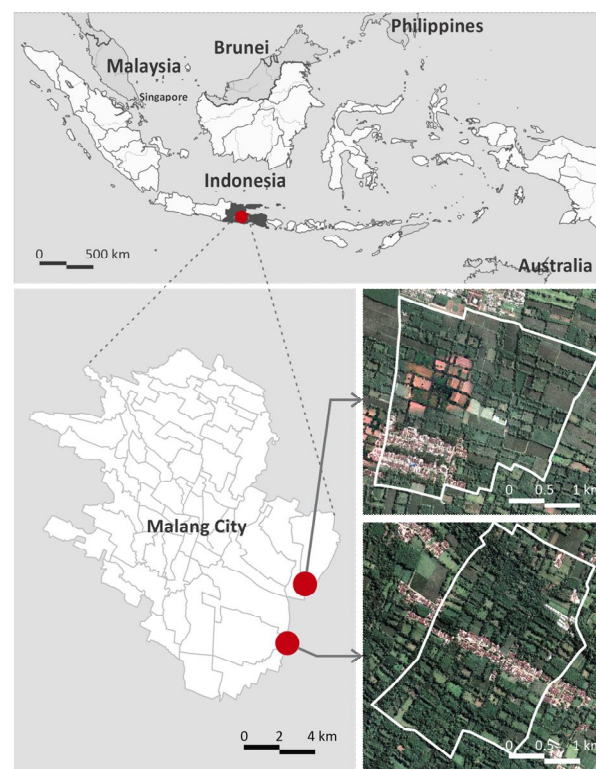 Philippines
Brunei
Malaysia
Singapore
Indonesia
0 500 km
Australia
Malang City
0 2 4 km
0 0.5 1 km
0 0.5 1 km